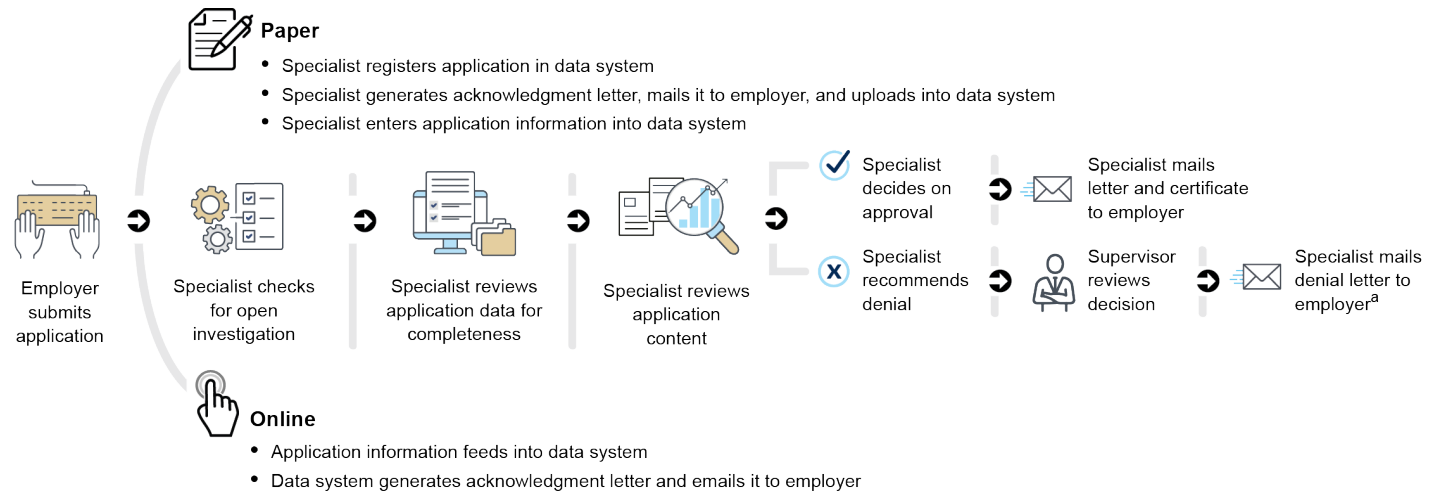 Paper
• Specialist registers application in data system
• Specialist generates acknowledgment letter, mails it to employer, and uploads into data system
• Specialist enters application information into data system
Employer
submits
application
Specialist checks
for open
investigation
Specialist reviews
application data for
completeness
Specialist reviews
application
content
Specialist
decides on
approval
Specialist mails
letter and certificate
to employer
X
Specialist
recommends
denial
Supervisor
reviews
decision
Specialist mails
denial letter to
employerᵃ
Online
• Application information feeds into data system
• Data system generates acknowledgment letter and emails it to employer